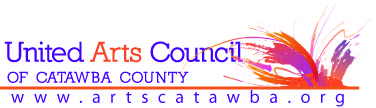 United Arts Council
OF CATAWBA COUNTY
www.artscatawba.org